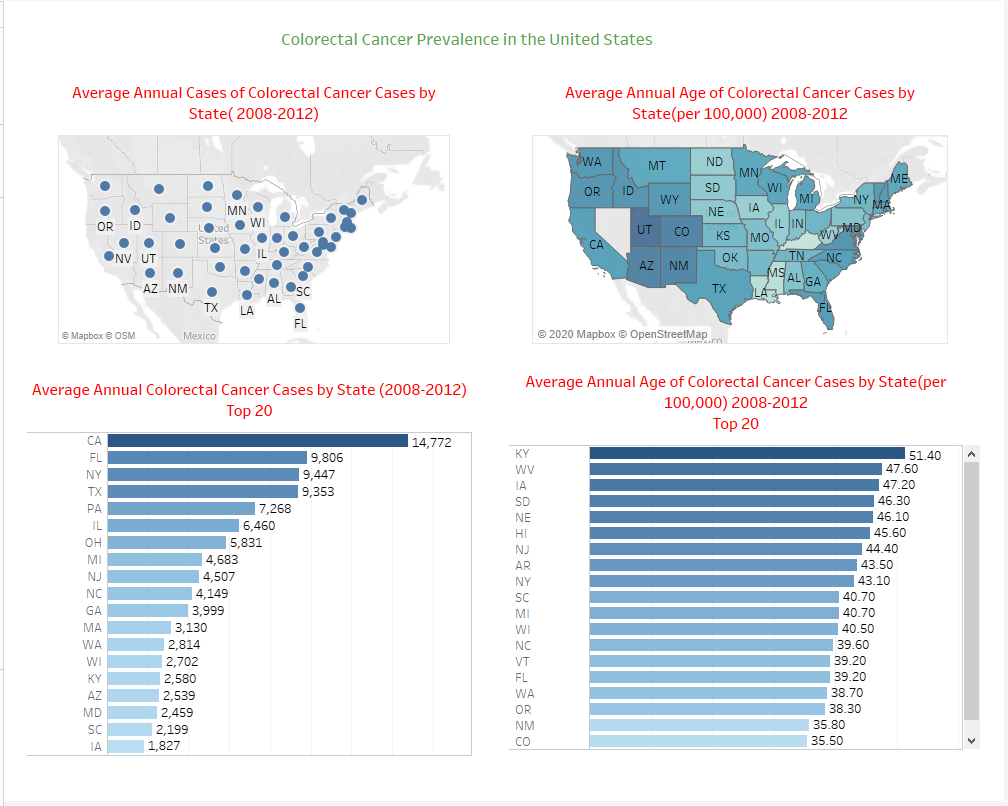 Colorectal Cancer Prevalence in the United States
Average Annual Cases of Colorectal Cancer Cases by
State( 2008-2012)
OR
ID
MN
WI
United
States
NV
UT
IL
AZ
NM
SC
AL
TX
LA
FL
© Mapbox © OSM
Mexico
Average Annual Age of Colorectal Cancer Cases by
State(per 100,000) 2008-2012
WA
MT
ND
MN
ME
OR
ID
SD
WI
MI
NY
MA
WY
IA
NE
IL
IN
UT
CO
KS
MO
WV
MD
CA
OK
TN
NC
AZ
NM
MS
AL
GA
TX
LA
FL
© 2020 Mapbox © OpenStreetMap
Average Annual Colorectal Cancer Cases by State (2008-2012)
Top 20
CA 14,772
FL 9,806
NY 9,447
TX 9,353
PA 7,268
IL 6,460
OH 5,831
MI 4,683
NJ 4,507
NC 4,149
GA 3,999
MA 3,130
WA 2,814
WI 2,702
KY 2,580
AZ 2,539
MD 2,459
SC 2,199
IA 1,827
Average Annual Age of Colorectal Cancer Cases by State(per
100,000) 2008-2012
Top 20
KY 51.40
WV 47.60
IA 47.20
SD 46.30
NE 46.10
HI 45.60
NJ 44.40
AR 43.50
NY 43.10
SC 40.70
MI 40.70
WI 40.50
NC 39.60
VT 39.20
FL 39.20
WA 38.70
OR 38.30
NM 35.80
CO 35.50